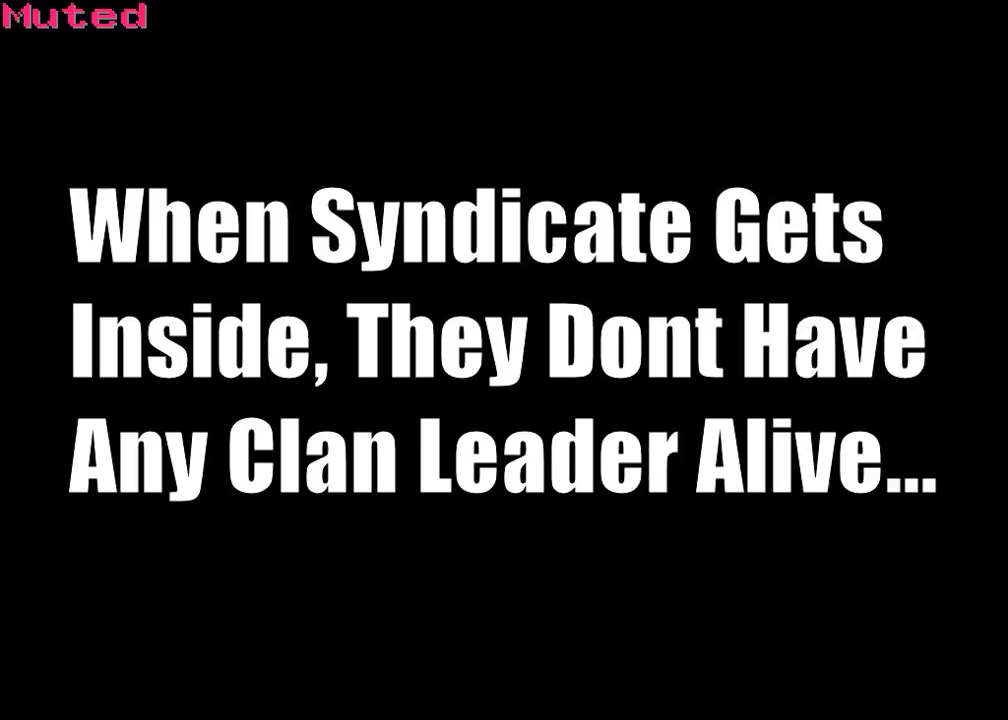 Muted
When Syndicate Gets
Inside, They Dont Have
Any Clan Leader Alive...